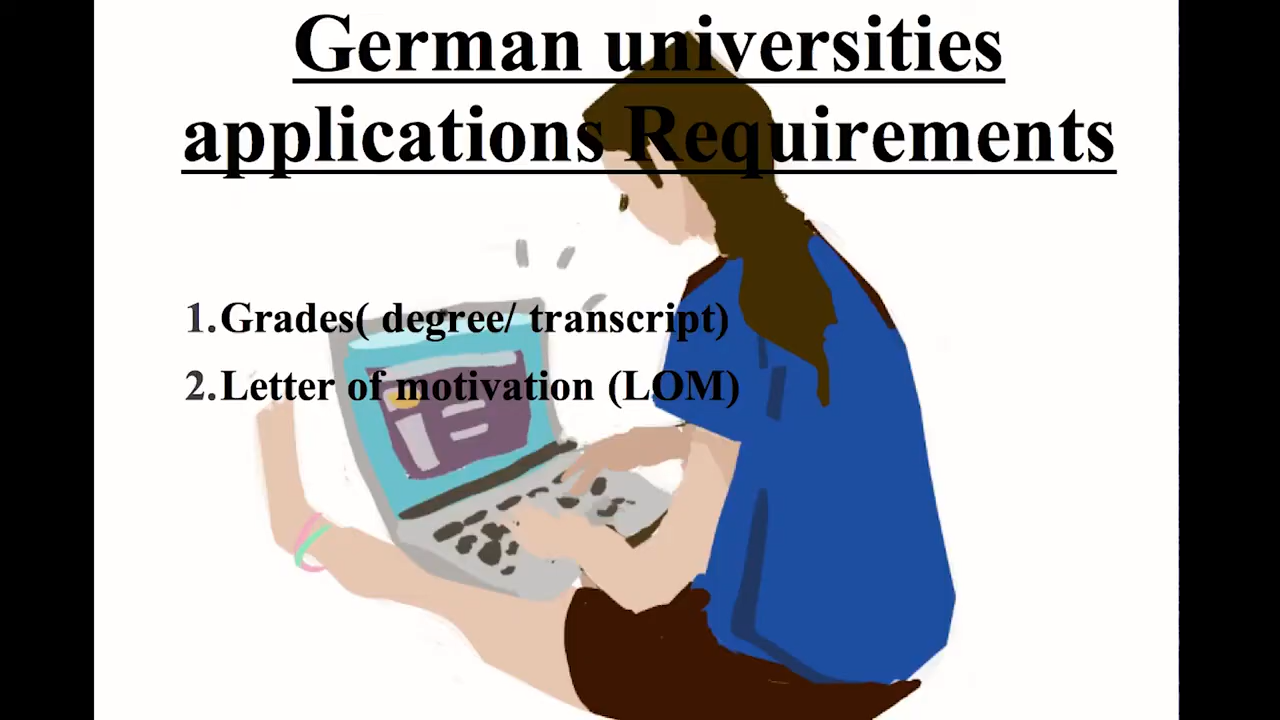 German universities
applications Requirements
1.Grades( degree/ transcript)
2.Letter of motivation (LOM)